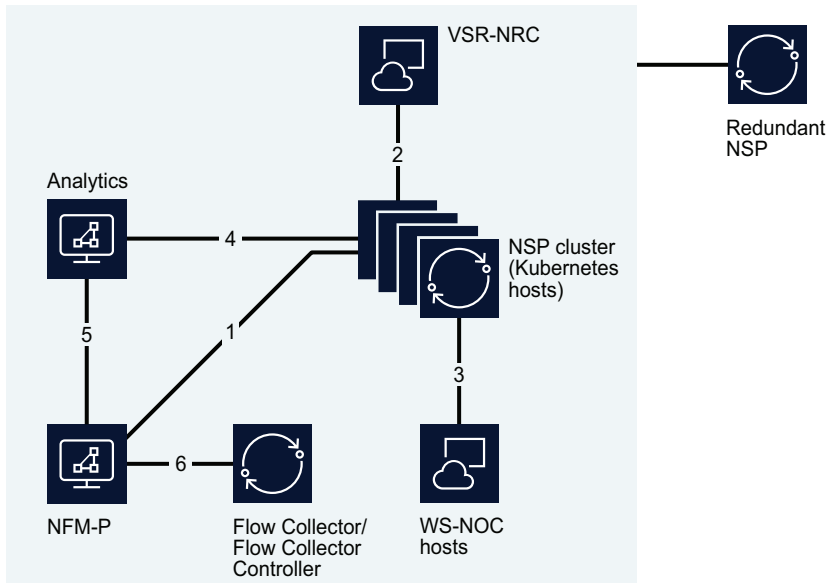 VSR-NRC
Redundant
NSP
2
Analytics
4
NSP cluster
(Kubernetes
hosts)
5
1
3
6
NFM-P
Flow Collector/
Flow Collector
Controller
WS-NOC
hosts